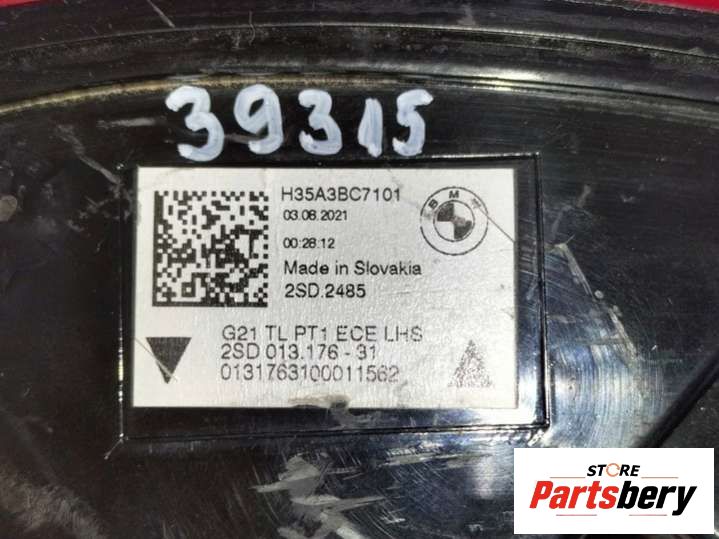 39315
H35A3BC7101
03.08.2021
BMW
00:28:12
Made in Slovakia
2SD.2485
G21 TL PT1 ECE LHS
2SD 013.176 - 31
0131763100011562
STORE
Partsbery